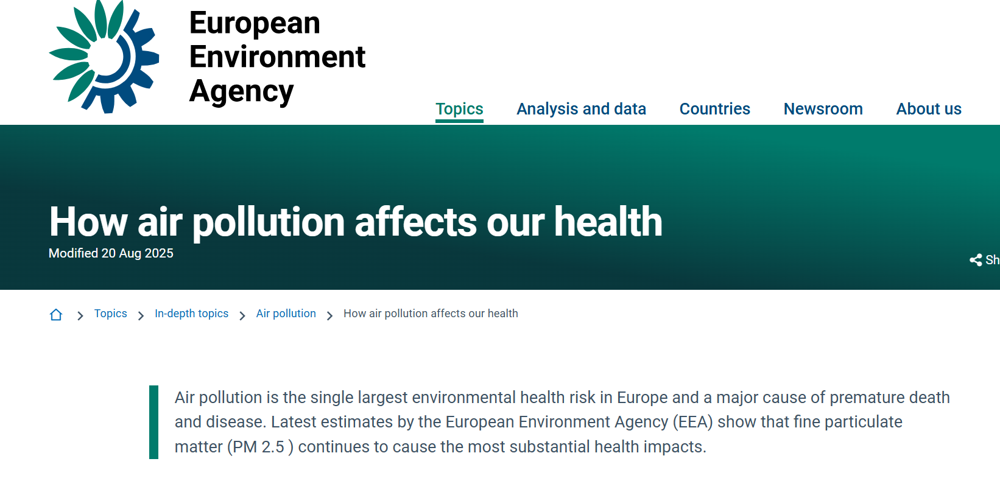 European
Environment
Agency
Topics Analysis and data Countries Newsroom About us
How air pollution affects our health
Modified 20 Aug 2025
Sh
Topics In-depth topics Air pollution How air pollution affects our health
Air pollution is the single largest environmental health risk in Europe and a major cause of premature death
and disease. Latest estimates by the European Environment Agency (EEA) show that fine particulate
matter (PM 2.5 ) continues to cause the most substantial health impacts.